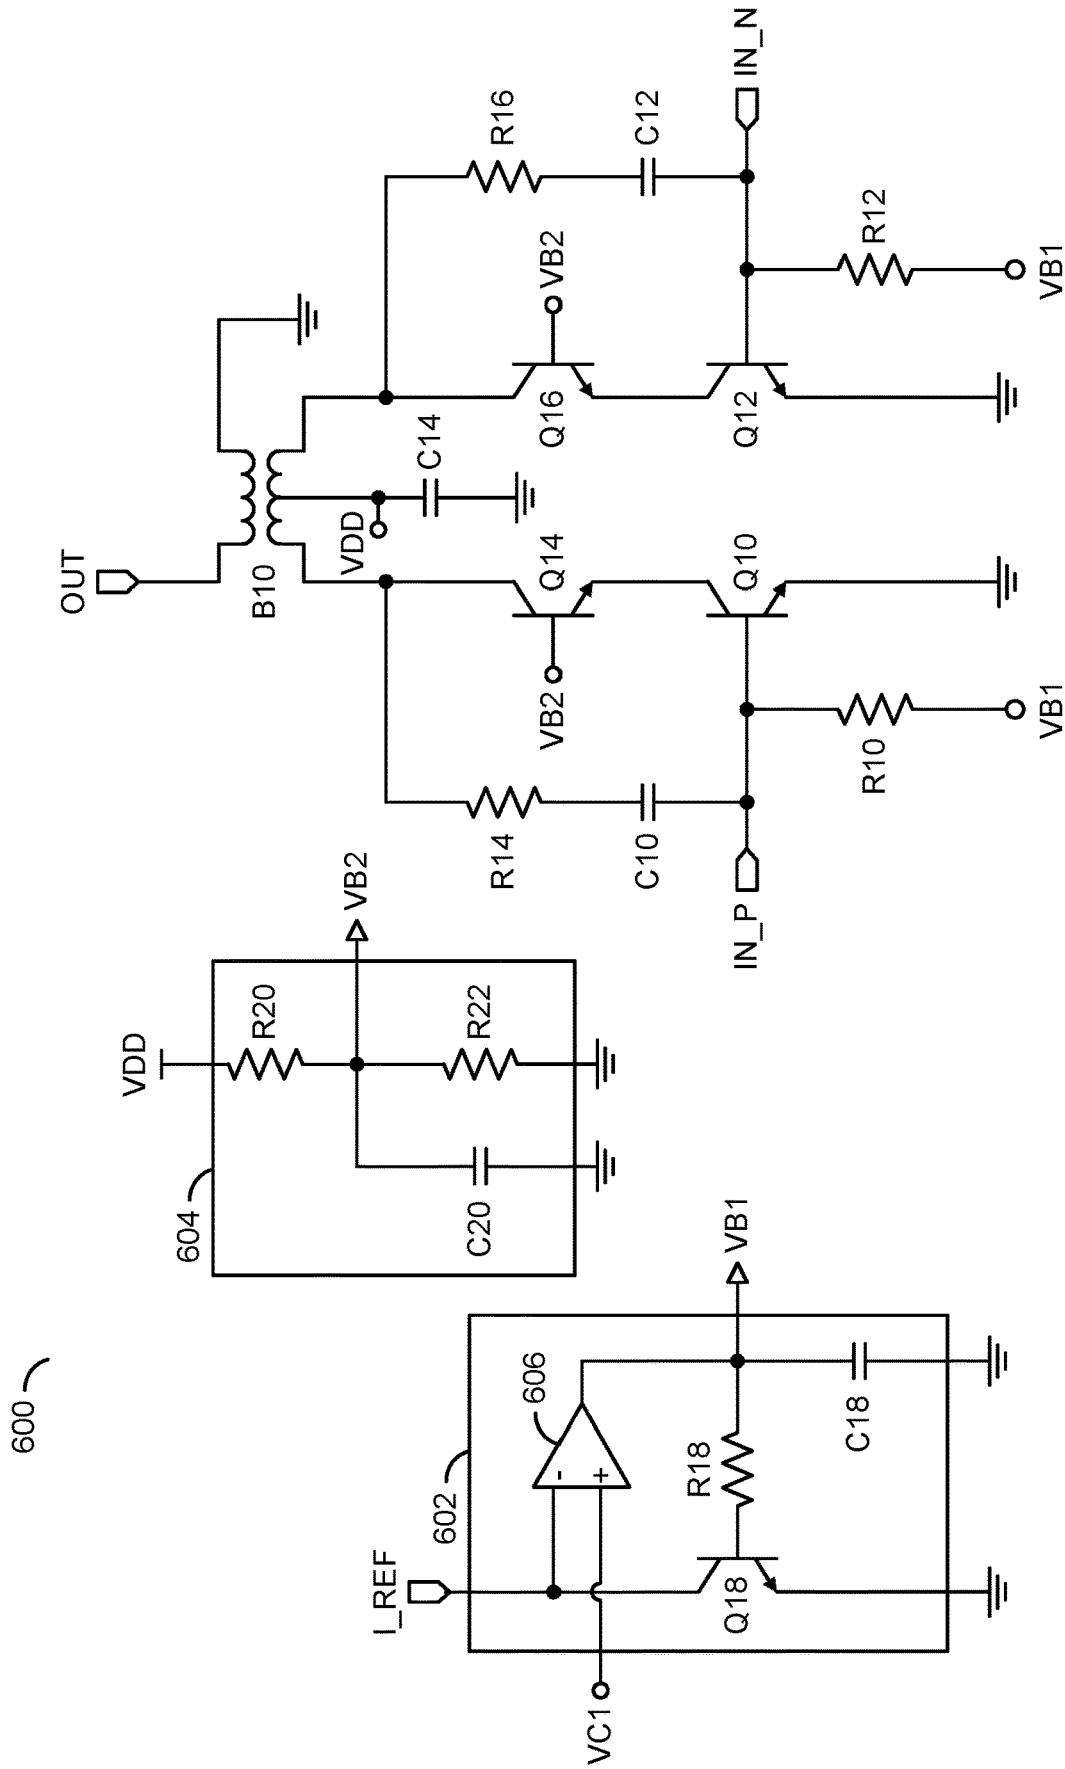 600
602
I_REF
606
-
+
VC1
Q18
R18
C18
VB1
604
VDD
R20
VB2
R22
C20
OUT
B10
VDD
C14
R14
C10
IN_P
VB2
Q14
Q10
R10
VB1
Q16
VB2
Q12
R16
C12
IN_N
R12
VB1